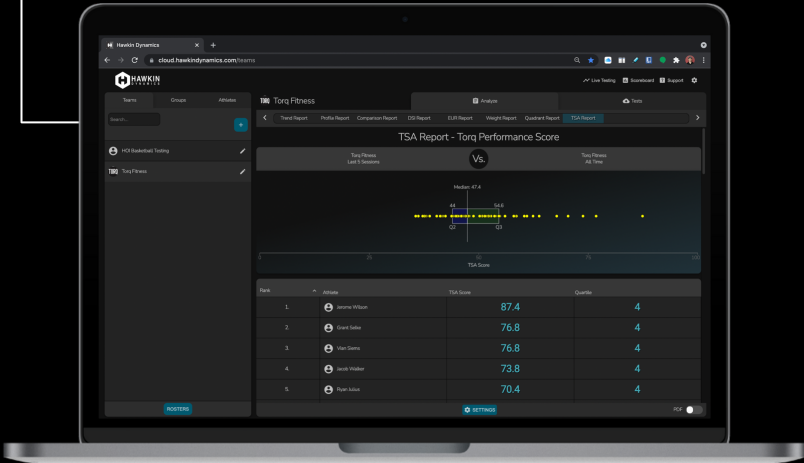 Hawkin Dynamics
cloud.hawkindynamics.com/teams
HAWKIN
DYNAMICS
Live Testing Scoreboard Support
Teams Groups Athletes
TORQ Torq Fitness
Analyze
Tests
Search...
+
Trend Report Profile Report Comparison Report DSI Report EUR Report Weight Report Quadrant Report TSA Report
TSA Report - Torq Performance Score
HOI Basketball Testing
TORQ Torq Fitness
Torq Fitness
Last 5 Sessions
Vs.
Torq Fitness
All Time
Median: 47.4
44 54.6
Q2 Q3
0 25 50 75 100
TSA Score
Rank Athlete TSA Score Quartile
1. Jerome Wilson 87.4 4
2. Grant Selke 76.8 4
3. Vian Sierns 76.8 4
4. Jacob Walker 73.8 4
5. Ryan Julius 70.4 4
ROSTERS
SETTINGS
PDF